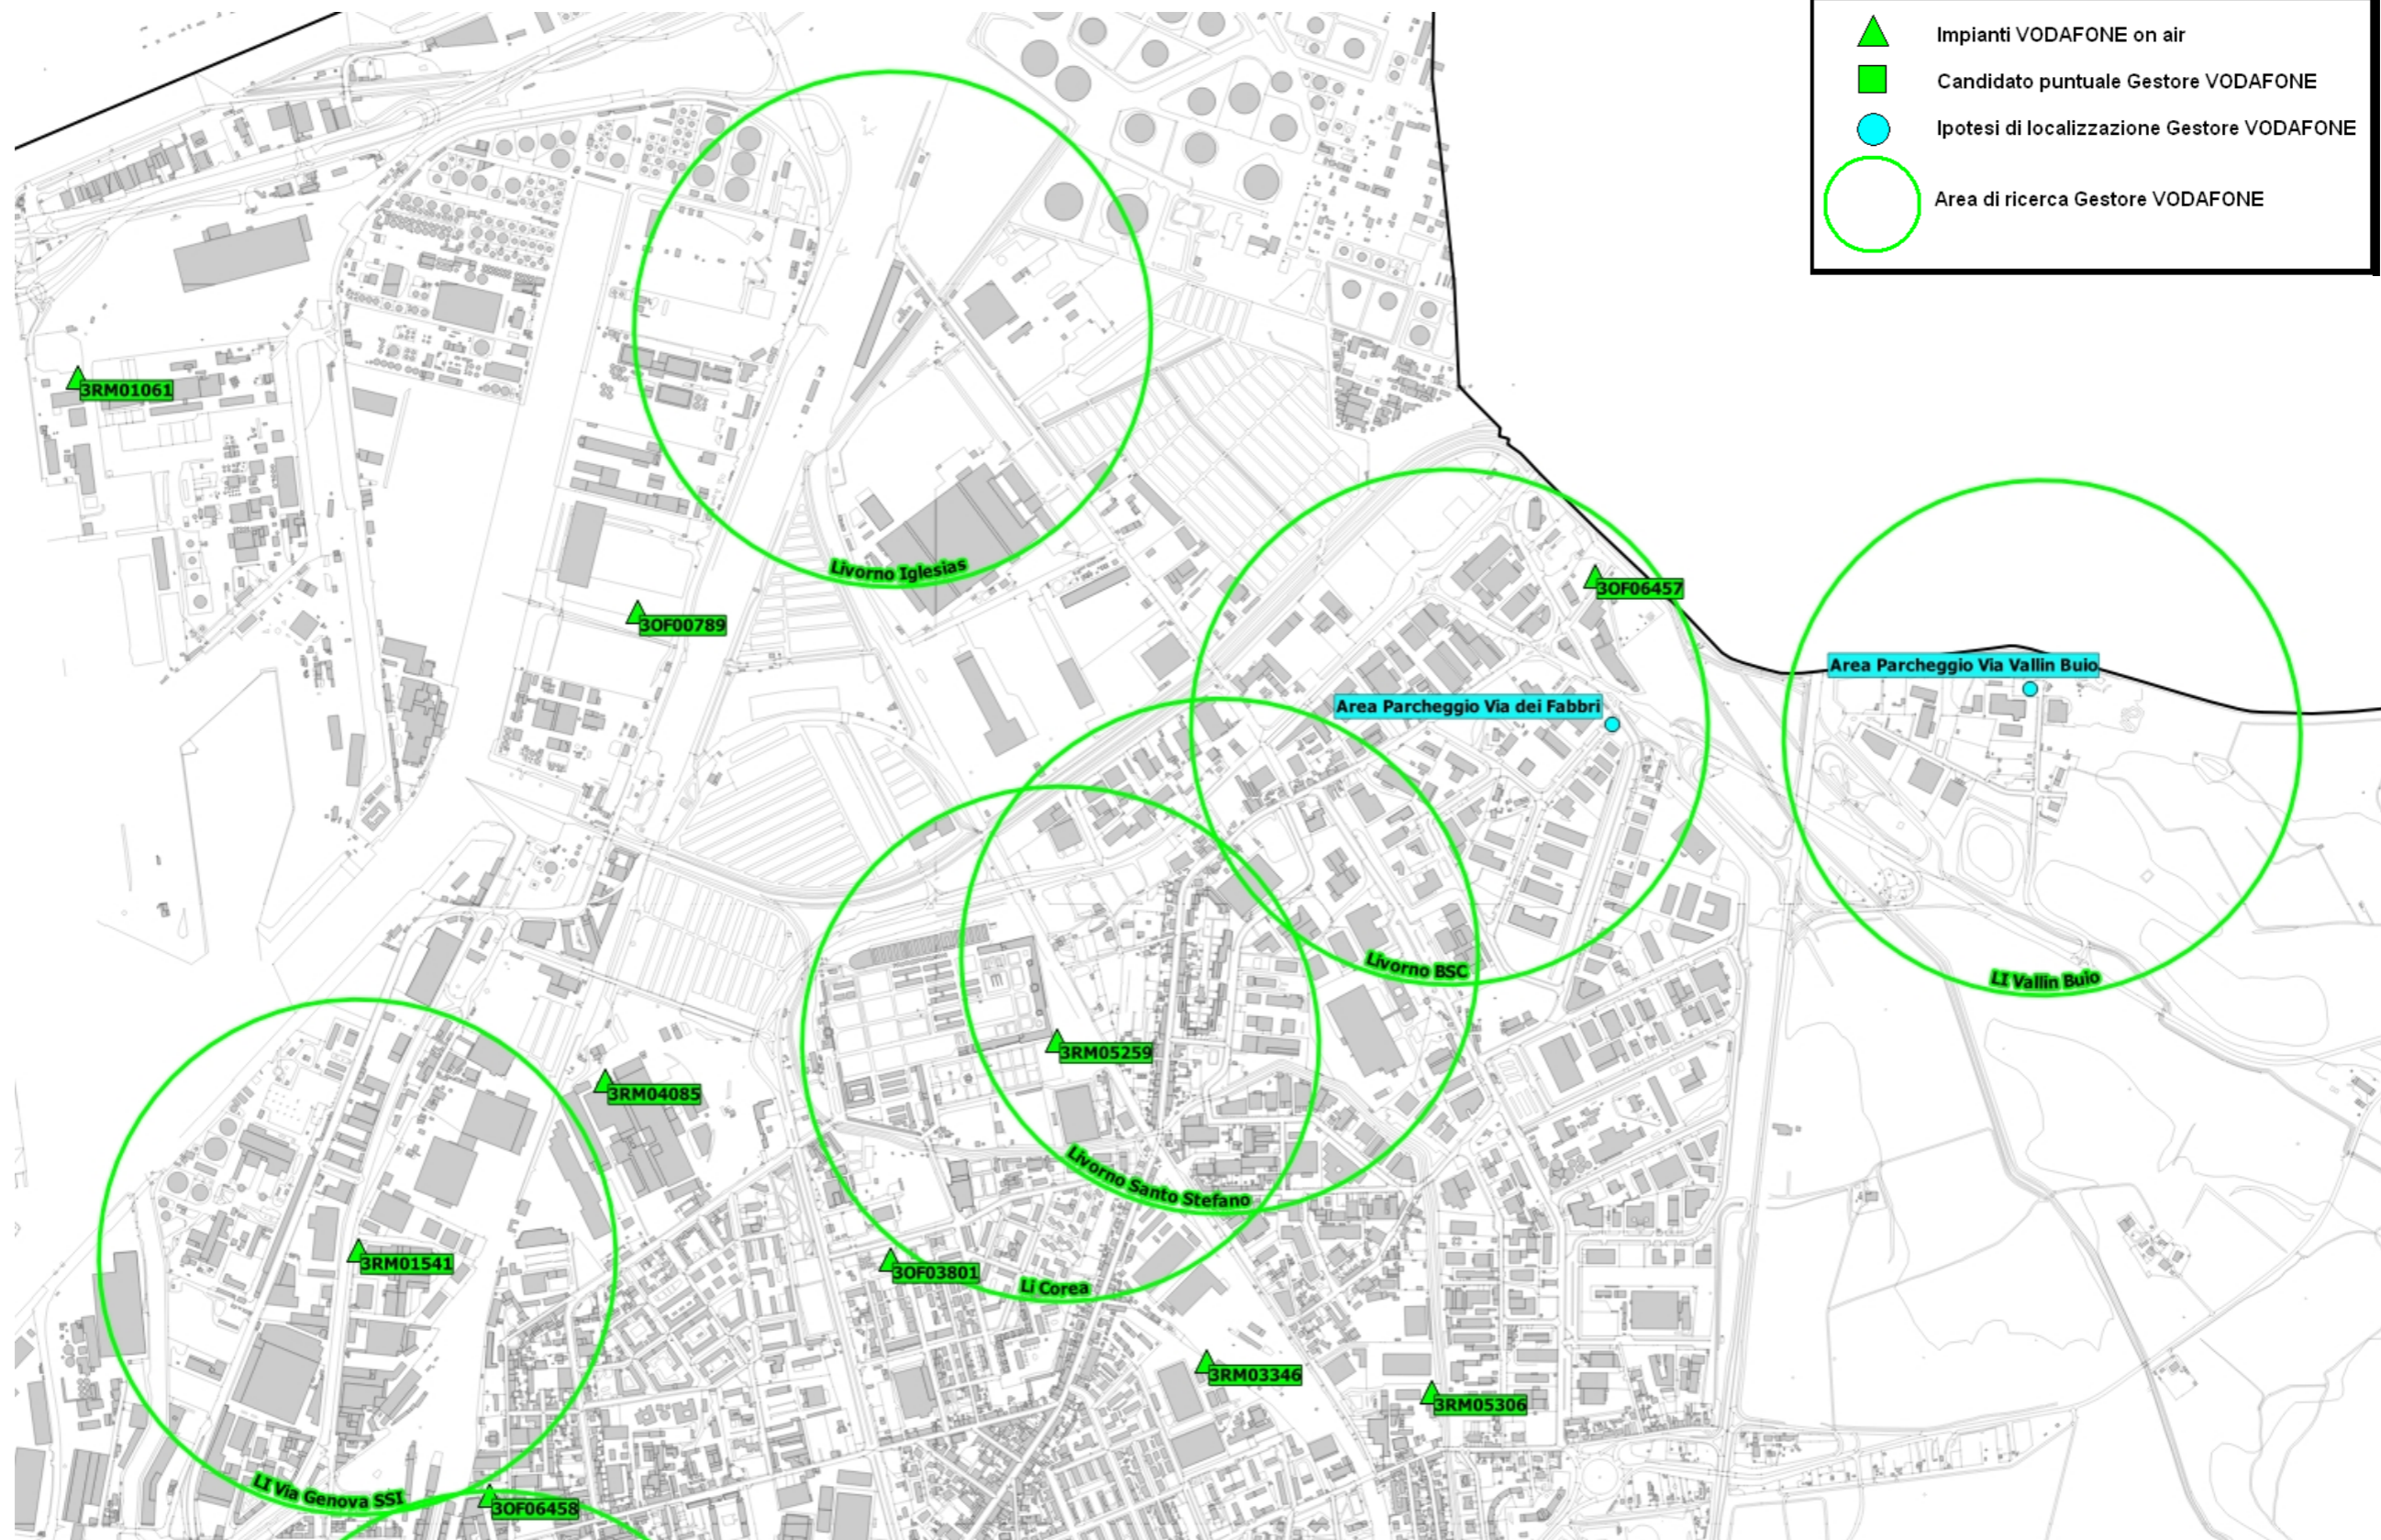 Impianti VODAFONE on air
Candidato puntuale Gestore VODAFONE
Ipotesi di localizzazione Gestore VODAFONE
Area di ricerca Gestore VODAFONE
3RM01061
Livorno Iglesias
3OF06457
3OF00789
Area Parcheggio Via Vallin Buio
Area Parcheggio Via dei Fabbri
Livorno BSC
LI Vallin Buio
3RM05259
3RM04085
Livorno Santo Stefano
3RM01541
3OF03801
Li Corea
3RM03346
3RM05306
LI Via Genova SSI
3OF06458